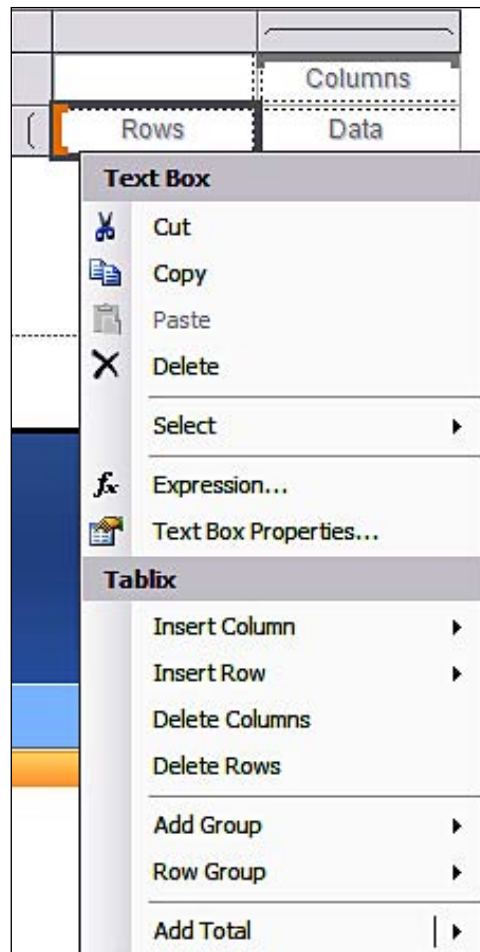 Columns
Rows Data
Text Box
Cut
Copy
Paste
Delete
Select
fx Expression...
Text Box Properties...
Tablix
Insert Column
Insert Row
Delete Columns
Delete Rows
Add Group
Row Group
Add Total